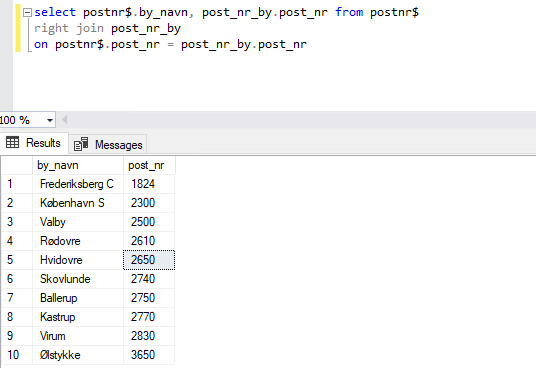 select postnr$.by_navn, post_nr_by.post_nr from postnr$
right join post_nr_by
on postnr$.post_nr = post_nr_by.post_nr
100 %
Results Messages
by_navn post_nr
1 Frederiksberg C 1824
2 København S 2300
3 Valby 2500
4 Rødovre 2610
5 Hvidovre 2650
6 Skovlunde 2740
7 Ballerup 2750
8 Kastrup 2770
9 Virum 2830
10 Ølstykke 3650